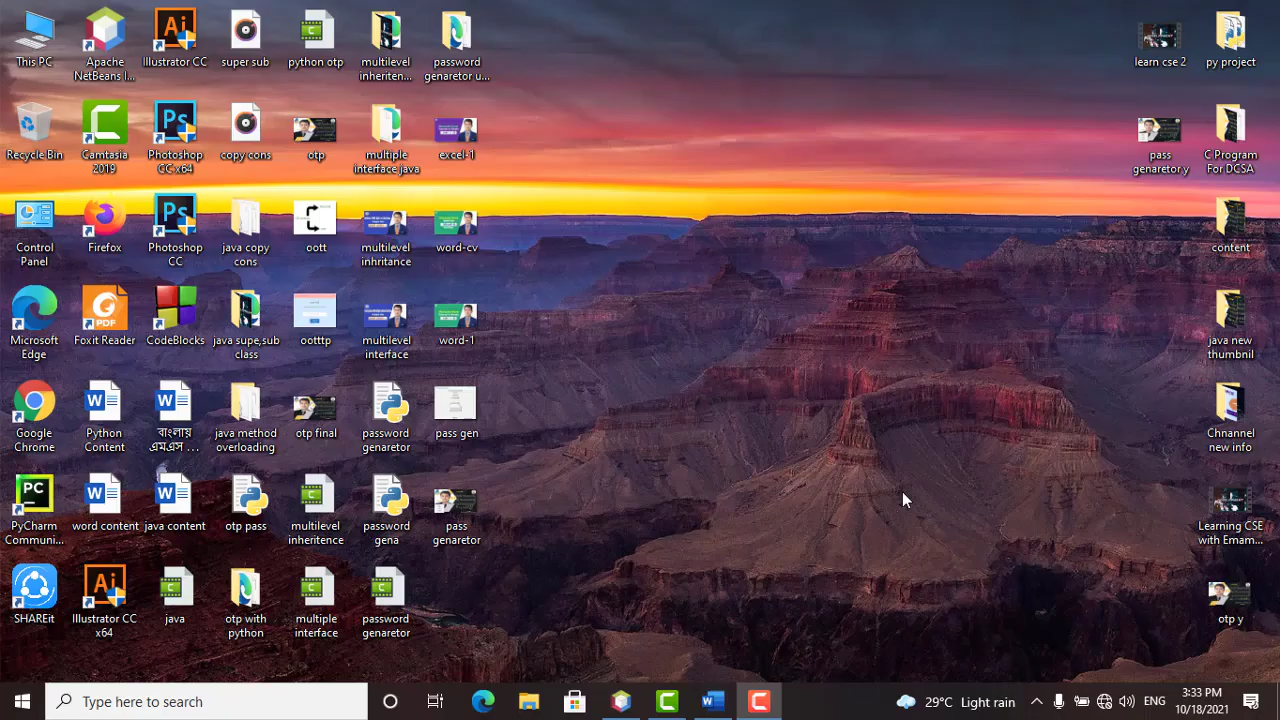 This PC
Apache
NetBeans I...
Illustrator CC
super sub
python otp
multilevel
inheriten...
password
genaretor u...
learn cse 2
py project
Recycle Bin
Camtasia
2019
Photoshop
CC x64
copy cons
otp
multiple
interface.java
excel-1
pass
genaretor y
C Program
For DCSA
Control
Panel
Firefox
Photoshop
CC
java copy
cons
oott
multilevel
inhritance
word-cv
content
Microsoft
Edge
Foxit Reader
CodeBlocks
java supe,sub
class
ootttp
multilevel
interface
word-1
java new
thumbnil
Google
Chrome
Python
Content
বাংলায়
এমএস ...
java method
overloading
otp final
password
genaretor
pass gen
Chnannel
new info
PyCharm
Communi...
word content
java content
otp pass
multilevel
inheritence
password
gena
pass
genaretor
Learning CSE
with Emam...
SHAREit
Illustrator CC
x64
java
otp with
python
multiple
interface
password
genaretor
otp y
Type here to search
29°C Light rain
ENG
3:33 PM
10/18/2021